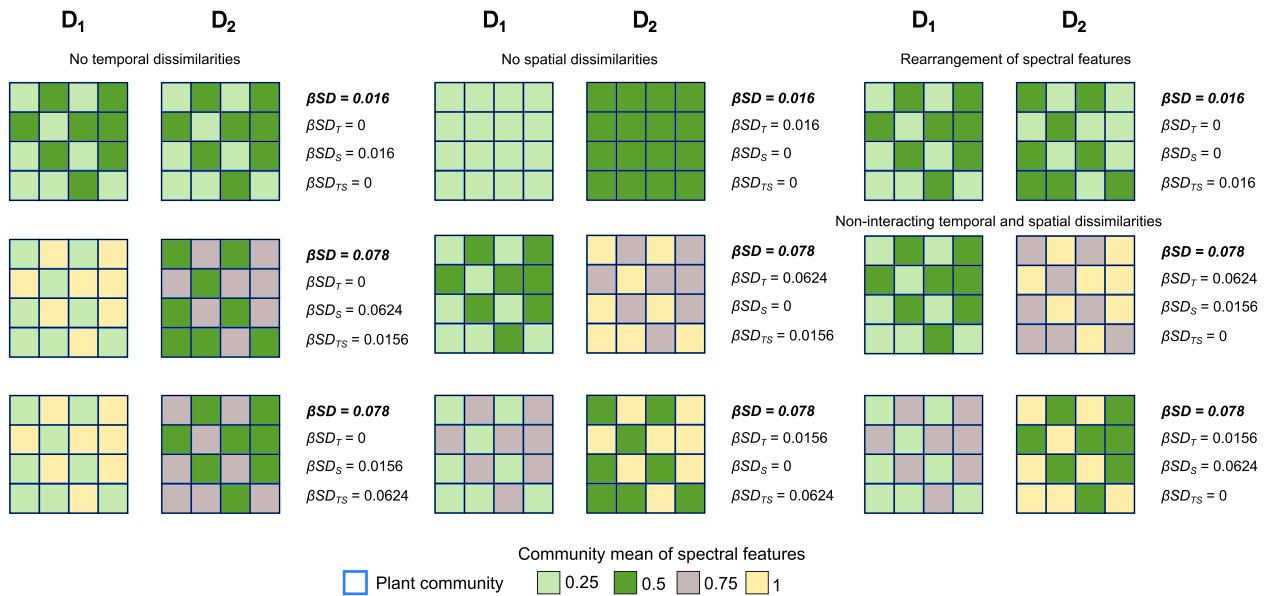 D1 D2 D1 D2 D1 D2
No temporal dissimilarities No spatial dissimilarities Rearrangement of spectral features
βSD = 0.016 βSD = 0.016 βSD = 0.016
βSDT = 0 βSDT = 0.016 βSDT = 0
βSDS = 0.016 βSDS = 0 βSDS = 0
βSDTS = 0 βSDTS = 0 βSDTS = 0.016
Non-interacting temporal and spatial dissimilarities
βSD = 0.078 βSD = 0.078 βSD = 0.078
βSDT = 0 βSDT = 0.0624 βSDT = 0.0624
βSDS = 0.0624 βSDS = 0 βSDS = 0.0156
βSDTS = 0.0156 βSDTS = 0.0156 βSDTS = 0
βSD = 0.078 βSD = 0.078 βSD = 0.078
βSDT = 0 βSDT = 0.0156 βSDT = 0.0156
βSDS = 0.0156 βSDS = 0 βSDS = 0.0624
βSDTS = 0.0624 βSDTS = 0.0624 βSDTS = 0
Community mean of spectral features
Plant community 0.25 0.5 0.75 1